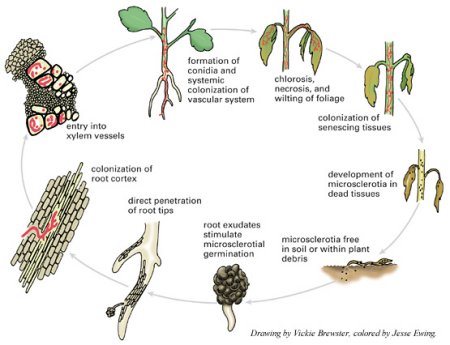 formation of
conidia and
systemic
colonization of
vascular system
chlorosis,
necrosis, and
wilting of foliage
colonization of
senescing tissues
development of
microsclerotia in
dead tissues
microsclerotia free
in soil or within plant
debris
root exudates
stimulate
microsclerotial
germination
direct penetration
of root tips
colonization of
root cortex
entry into
xylem vessels
Drawing by Vickie Brewster, colored by Jesse Ewing.